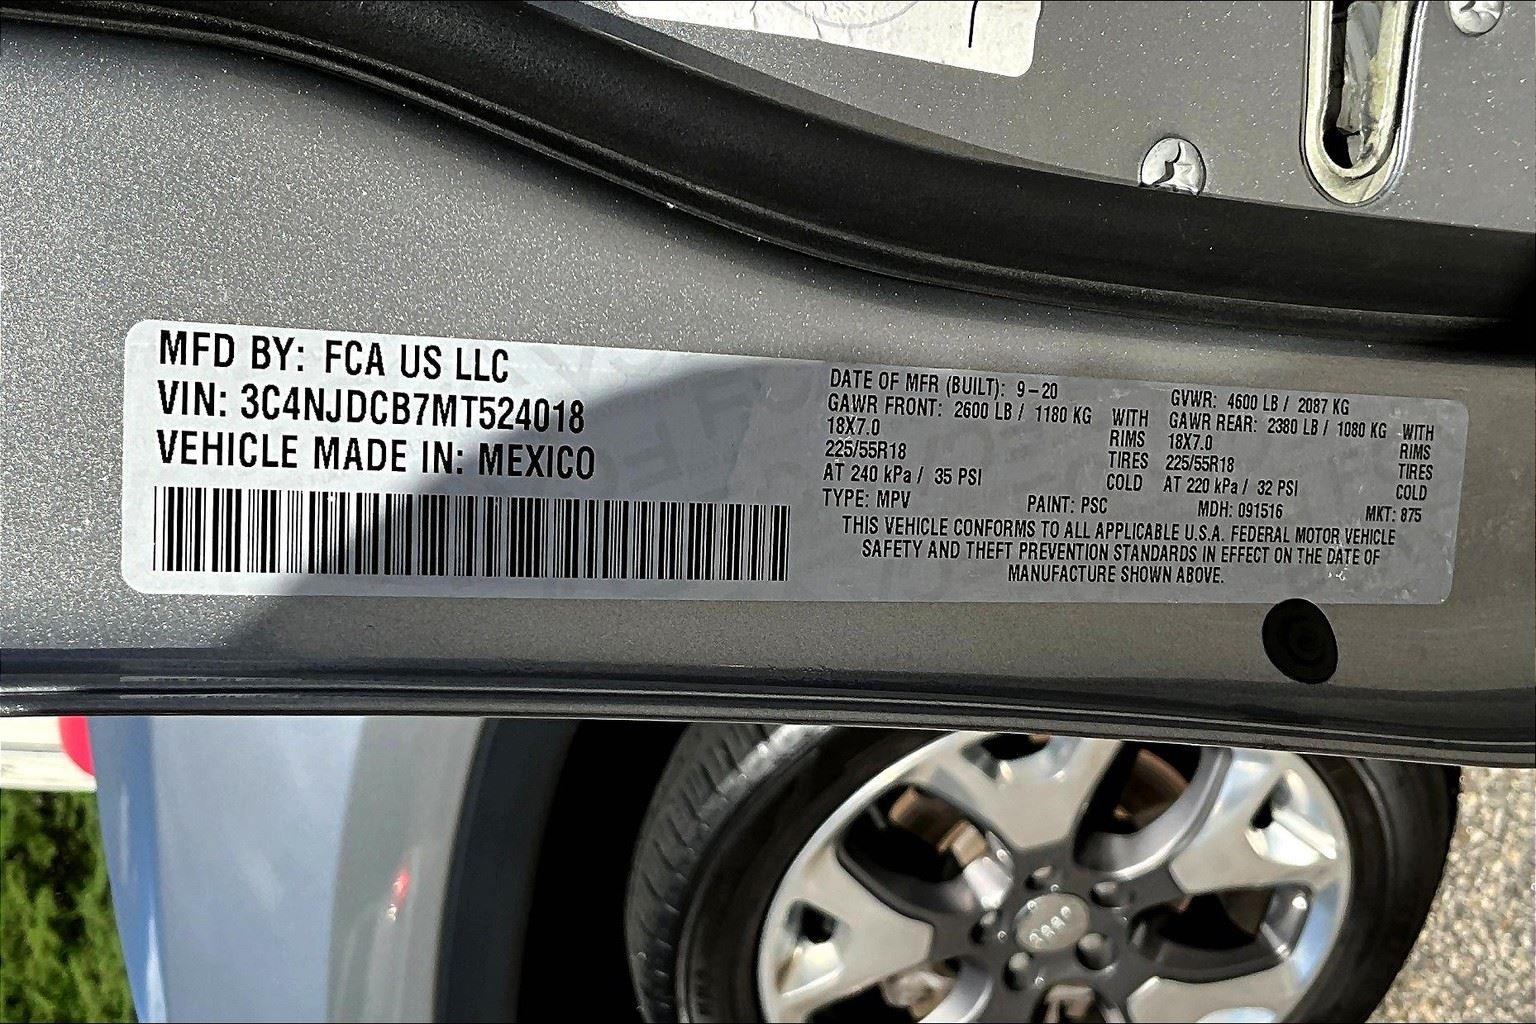 MFD BY: FCA US LLC
VIN: 3C4NJDCB7MT524018
VEHICLE MADE IN: MEXICO
DATE OF MFR (BUILT): 9-20
GAWR FRONT: 2600 LB / 1180 KG WITH
18X7.0 RIMS
225/55R18 TIRES
AT 240 kPa / 35 PSI COLD
GVWR: 4600 LB / 2087 KG
GAWR REAR: 2380 LB / 1080 KG WITH
18X7.0 RIMS
225/55R18 TIRES
AT 220 kPa / 32 PSI COLD
TYPE: MPV PAINT: PSC MDH: 091516 MKT: 875
THIS VEHICLE CONFORMS TO ALL APPLICABLE U.S.A. FEDERAL MOTOR VEHICLE
SAFETY AND THEFT PREVENTION STANDARDS IN EFFECT ON THE DATE OF
MANUFACTURE SHOWN ABOVE.
Jeep